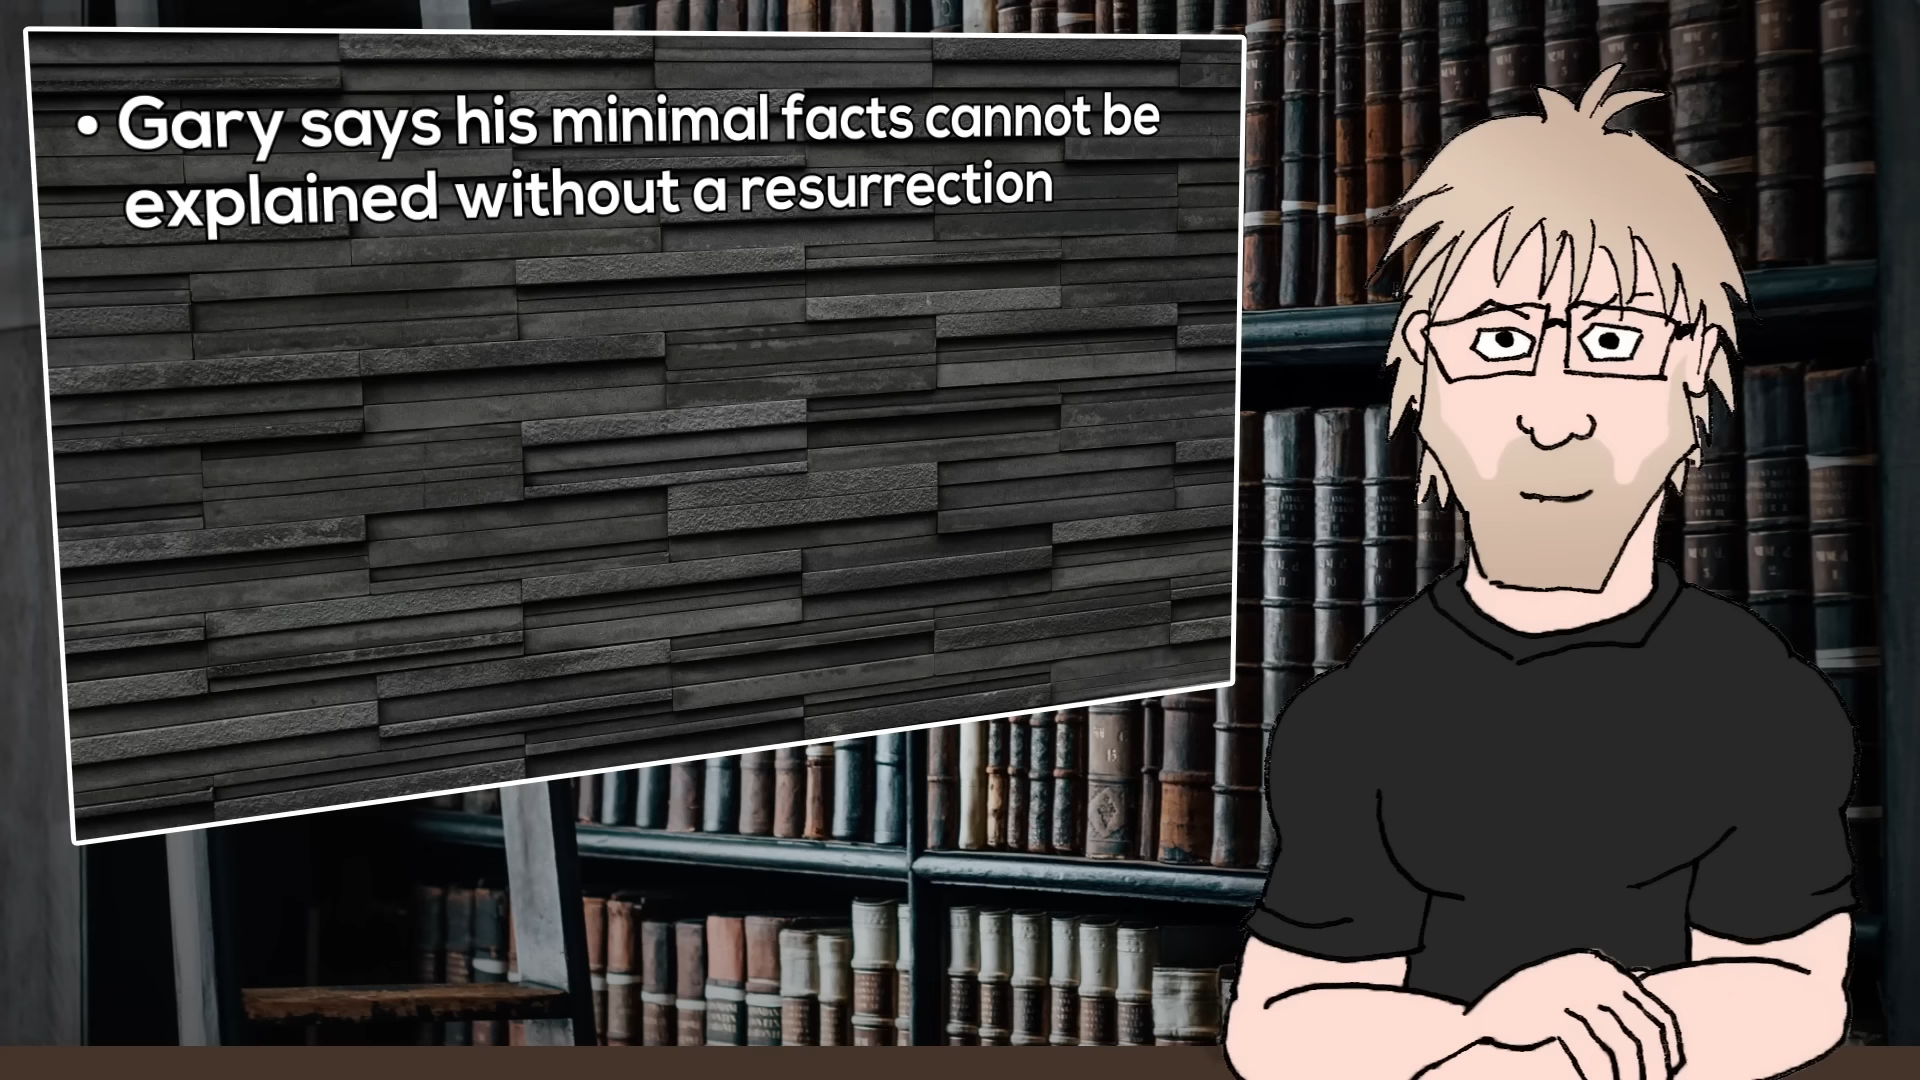 • Gary says his minimal facts cannot be
explained without a resurrection